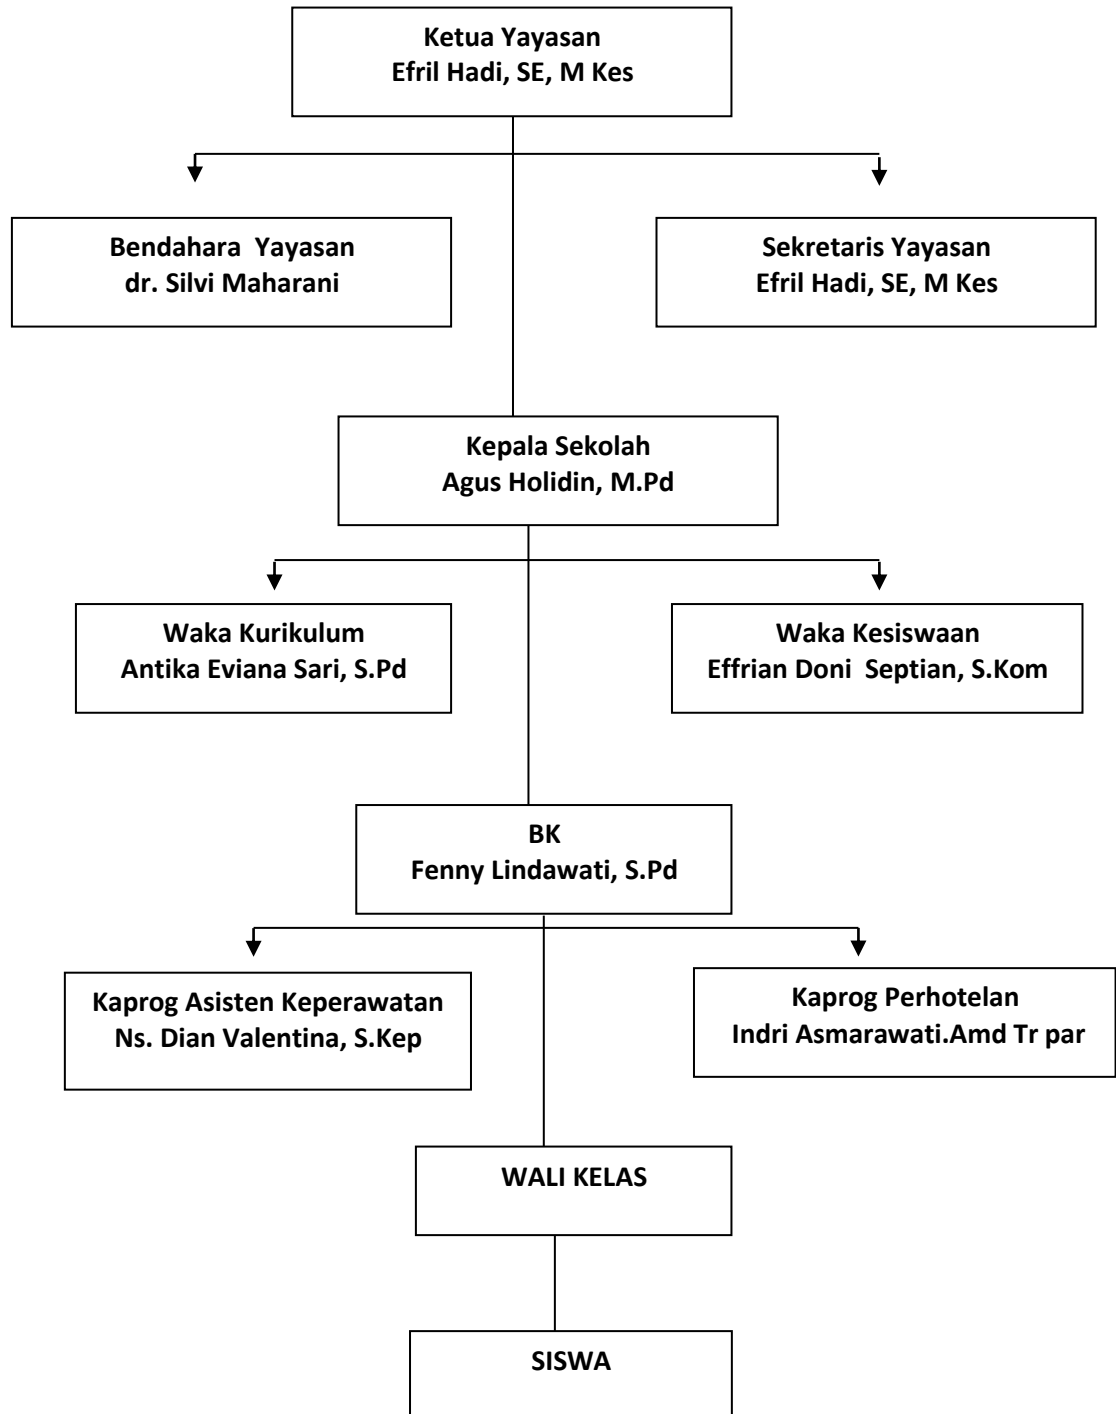 Ketua Yayasan
Efril Hadi, SE, M Kes
Bendahara  Yayasan
dr. Silvi Maharani
Sekretaris Yayasan
Efril Hadi, SE, M Kes
Kepala Sekolah
Agus Holidin, M.Pd
Waka Kurikulum
Antika Eviana Sari, S.Pd
Waka Kesiswaan
Effrian Doni  Septian, S.Kom
BK
Fenny Lindawati, S.Pd
Kaprog Asisten Keperawatan
Ns. Dian Valentina, S.Kep
Kaprog Perhotelan
Indri Asmarawati.Amd Tr par
WALI KELAS
SISWA